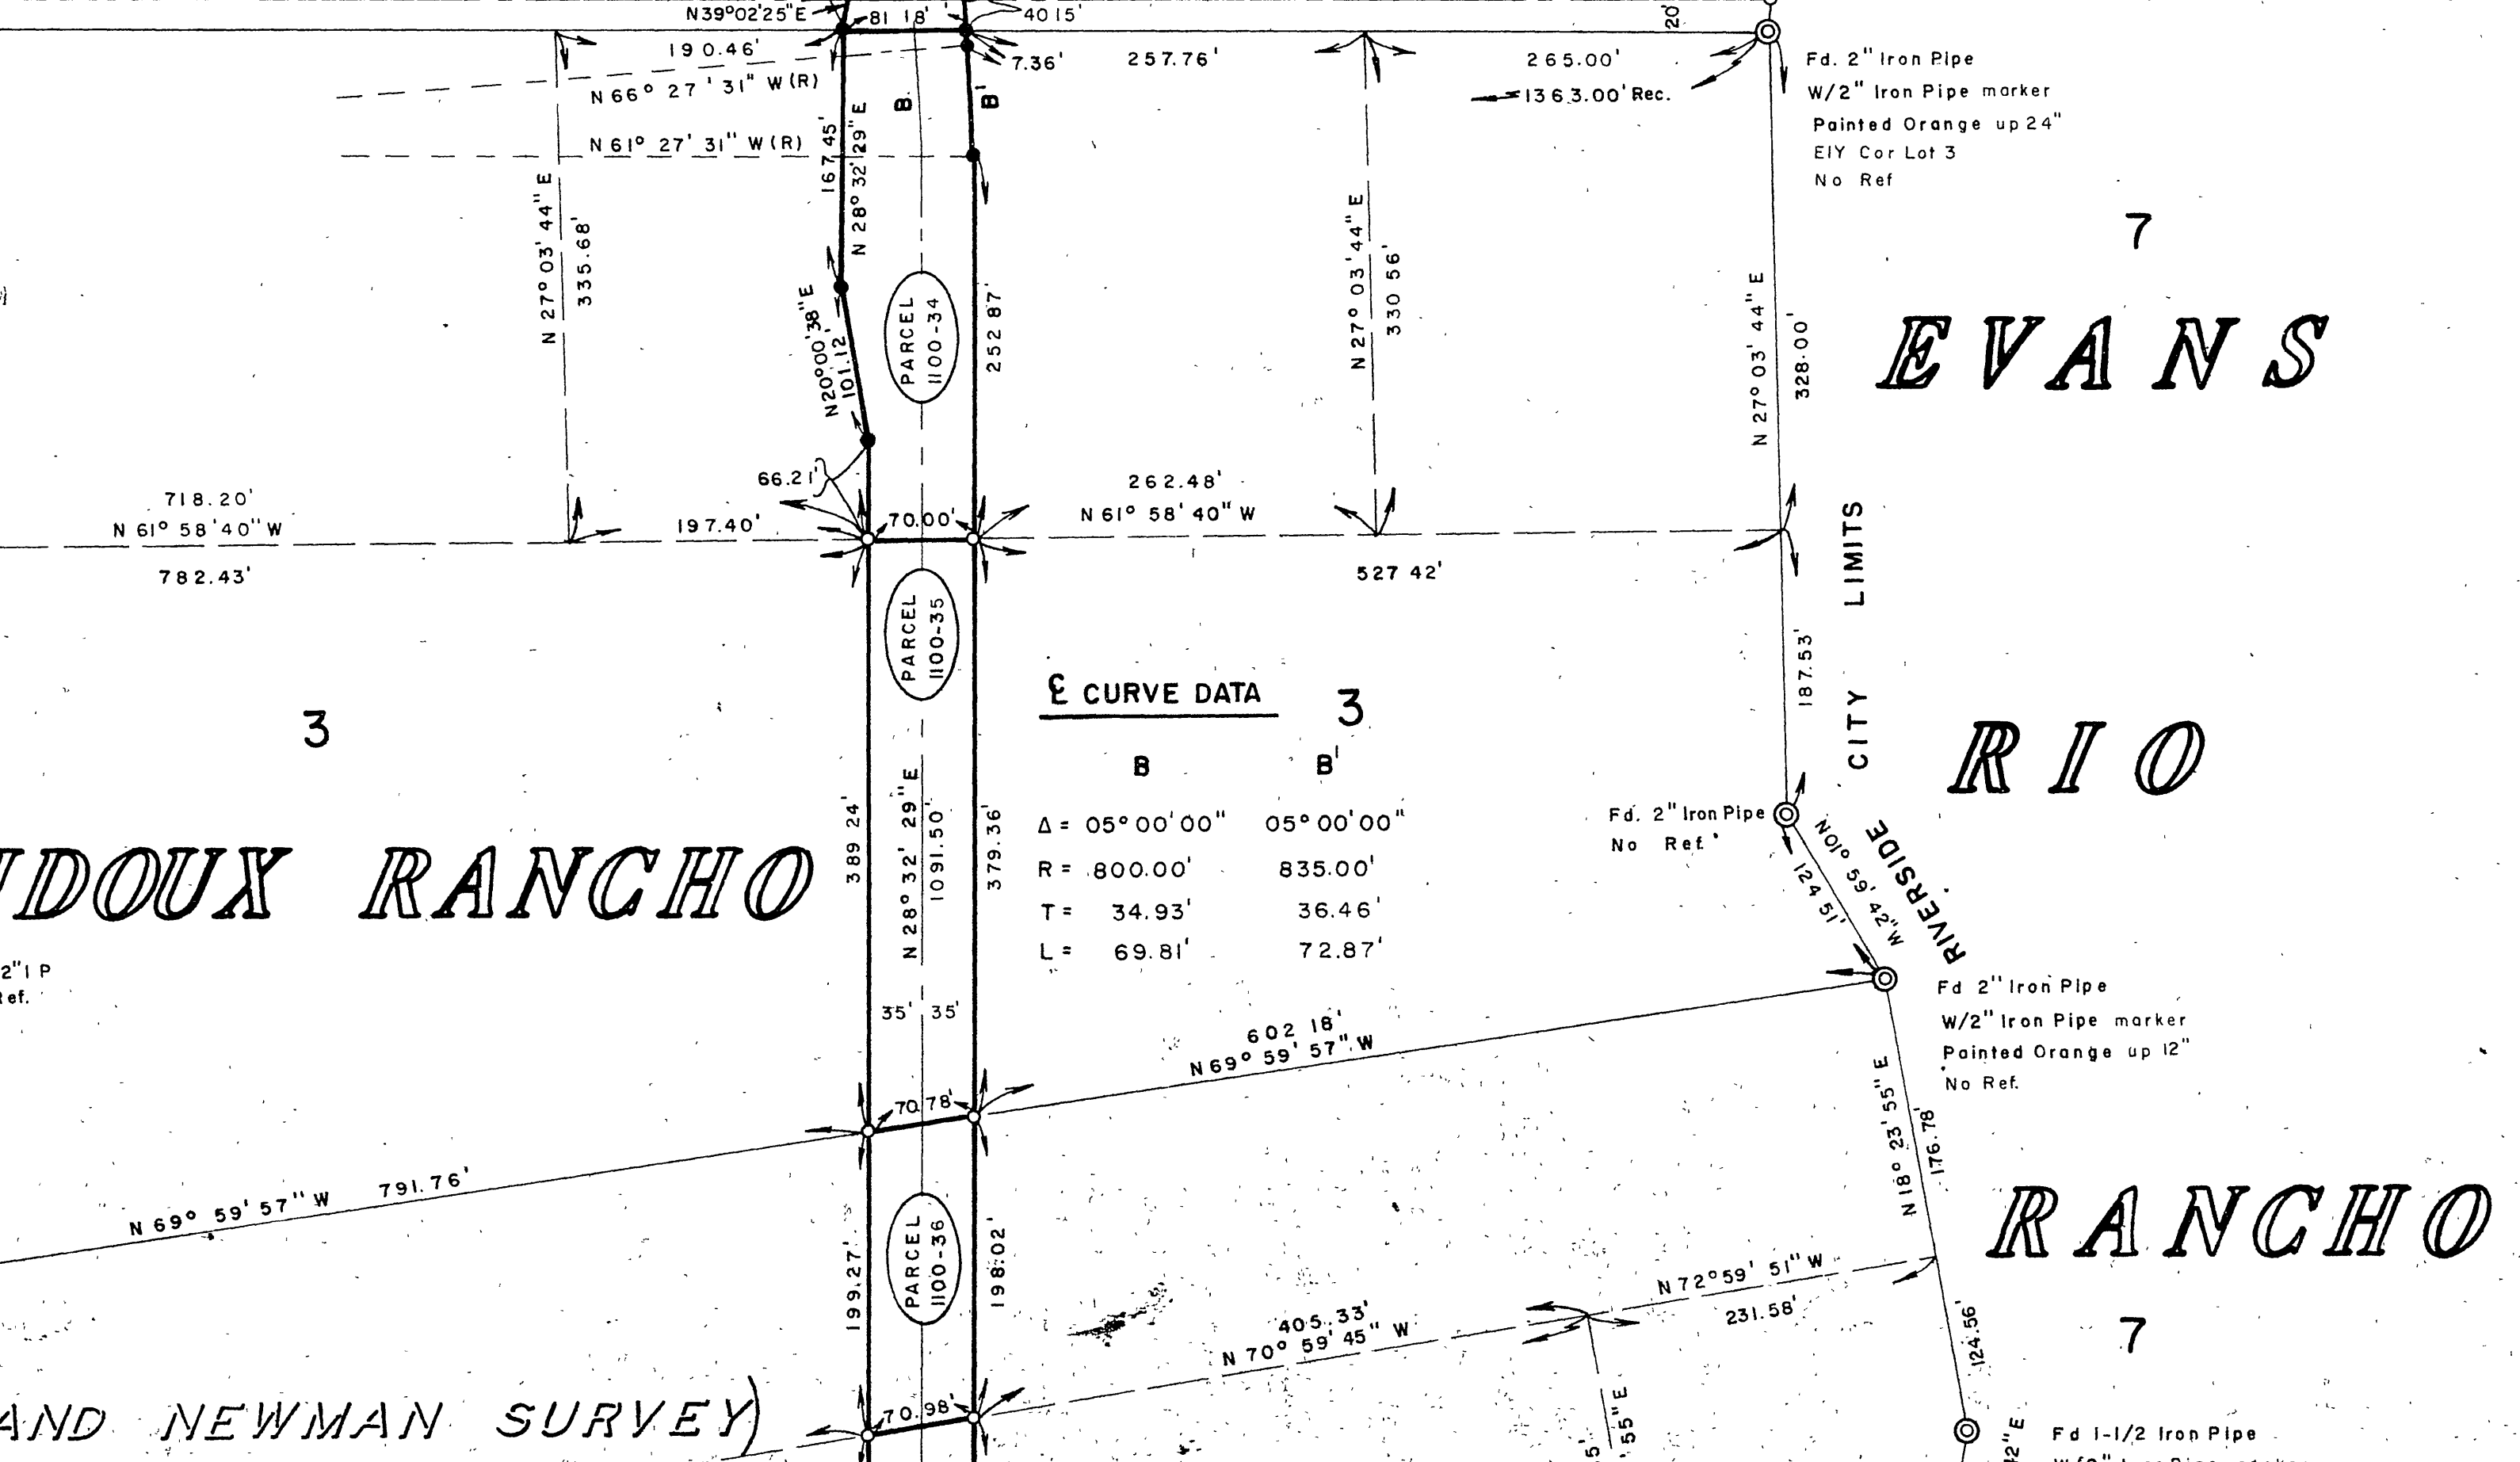 N39°02'25"E
81 18'
4015'
20'
190.46'
7.36'
257.76'
265.00'
1363.00' Rec.
N 66° 27' 31" W (R)
N 61° 27' 31" W (R)
B
B'
167.45'
N 28° 32' 29" E
Fd. 2" Iron Pipe
W/2" Iron Pipe marker
Painted Orange up 24"
ElY Cor Lot 3
No Ref
7
N 27° 03' 44" E
335.68'
N20°00'38"E
101.12'
PARCEL
1100-34
252 87'
N 27° 03' 44" E
330 56'
N 27° 03' 44" E
328.00'
EVANS
66.21'
718.20'
N 61° 58' 40" W
782.43'
197.40'
70.00'
262.48'
N 61° 58' 40" W
527 42'
CITY LIMITS
187.53'
PARCEL
1100-35
3
℄ CURVE DATA
3
B B'
Δ = 05° 00' 00" 05° 00' 00"
R = 800.00' 835.00'
T = 34.93' 36.46'
L = 69.81' 72.87'
RIO
Fd. 2" Iron Pipe
No Ref.
N01° 59' 42" W
124 51'
RIVERSIDE
389 24'
N 28° 32' 29" E
1091.50'
379.36'
DOUX RANCHO
2" I P
Ref.
35' 35'
602 18'
N 69° 59' 57" W
Fd 2" Iron Pipe
W/2" Iron Pipe marker
Painted Orange up 12"
No Ref.
70.78'
N 69° 59' 57" W 791.76'
N 18° 23' 55" E
176.78'
RANCHO
199.27'
PARCEL
1100-36
198.02'
N 72° 59' 51" W
231.58'
405.33'
N 70° 59' 45" W
124.56'
7
70.98'
AND NEWMAN SURVEY)
5'
55" E
42" E
Fd 1-1/2 Iron Pipe